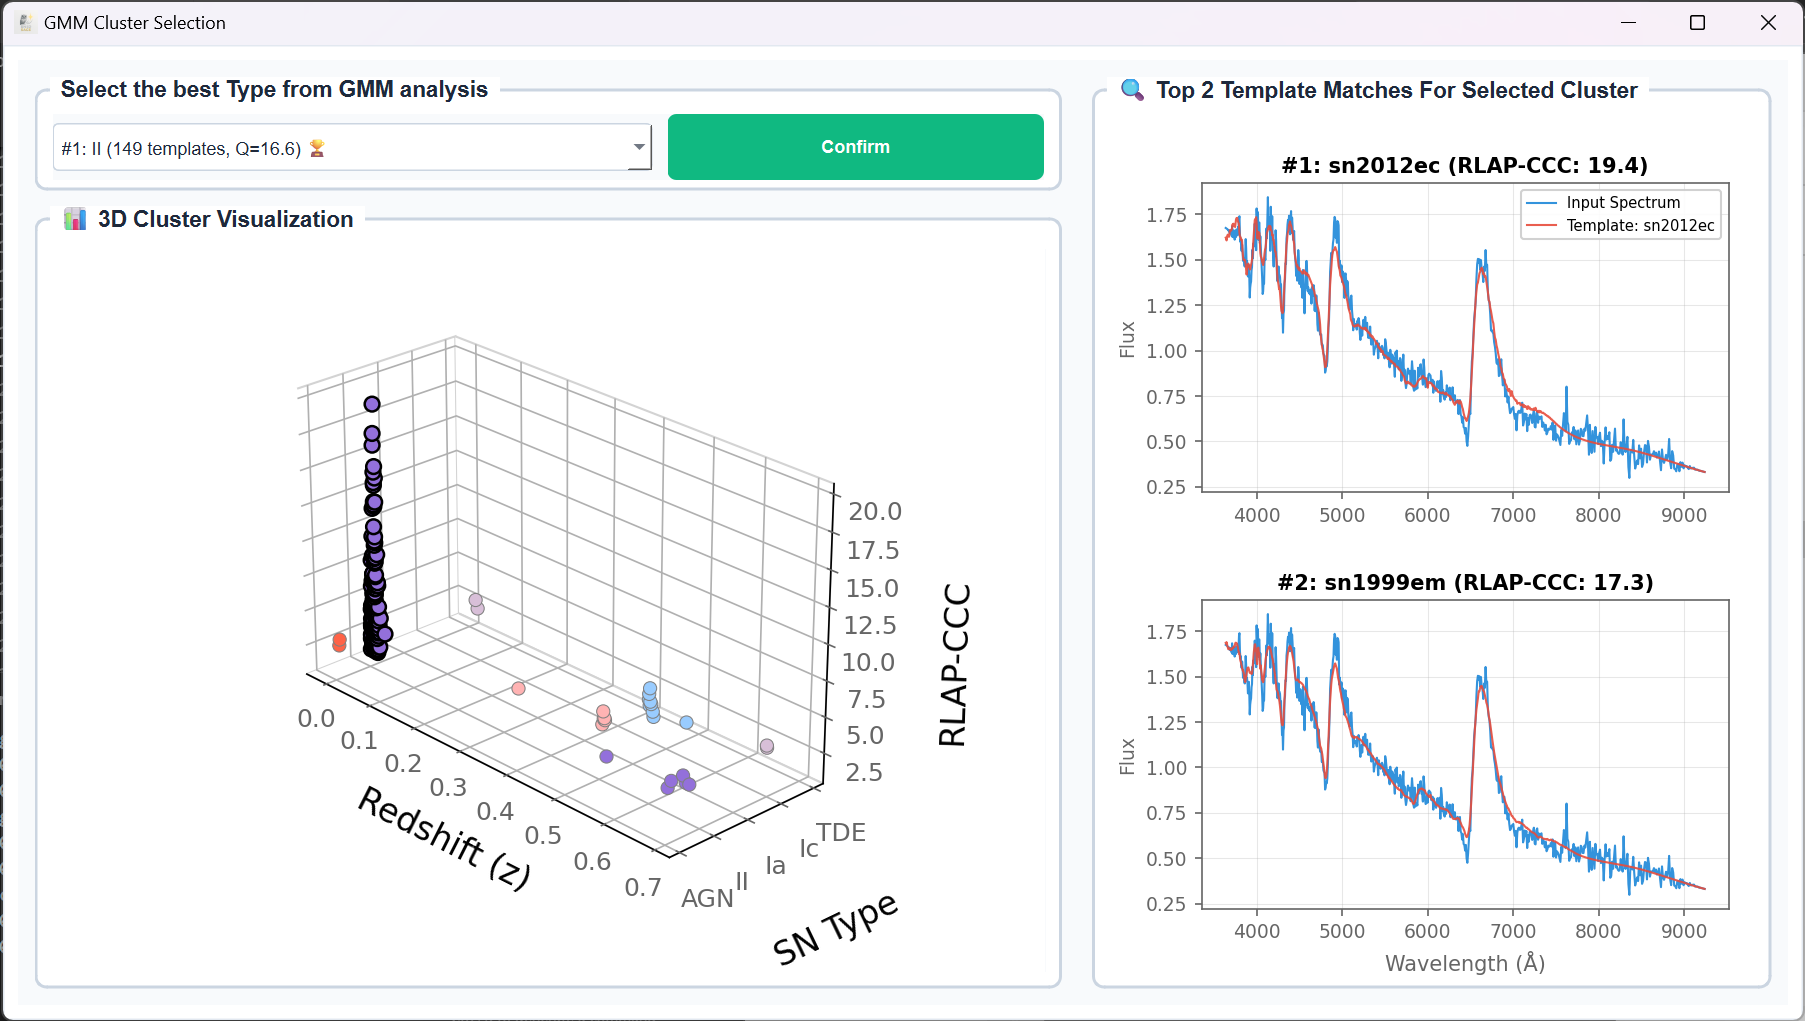 GMM Cluster Selection
Select the best Type from GMM analysis
#1: II (149 templates, Q=16.6) 🏆
Confirm
📊 3D Cluster Visualization
20.0
17.5
15.0
12.5
10.0
7.5
5.0
2.5
RLAP-CCC
0.0
0.1
0.2
0.3
0.4
0.5
0.6
0.7
Redshift (z)
AGN
II
Ia
Ic
TDE
SN Type
🔍 Top 2 Template Matches For Selected Cluster
#1: sn2012ec (RLAP-CCC: 19.4)
Input Spectrum
Template: sn2012ec
1.75
1.50
1.25
1.00
0.75
0.50
0.25
Flux
4000 5000 6000 7000 8000 9000
#2: sn1999em (RLAP-CCC: 17.3)
1.75
1.50
1.25
1.00
0.75
0.50
0.25
Flux
4000 5000 6000 7000 8000 9000
Wavelength (Å)